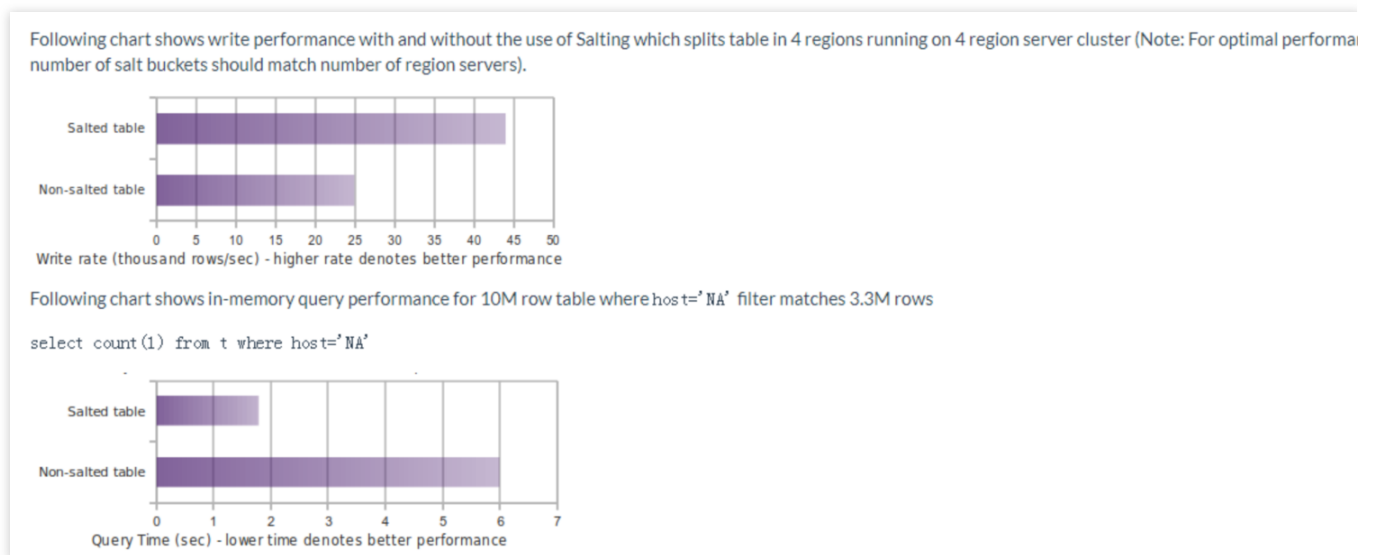 Following chart shows write performance with and without the use of Salting which splits table in 4 regions running on 4 region server cluster (Note: For optimal
number of salt buckets should match number of region servers).
Salted table
Non-salted table
0 5 10 15 20 25 30 35 40 45 50
Write rate (thousand rows/sec) - higher rate denotes better performance
Following chart shows in-memory query performance for 10M row table where host='NA' filter matches 3.3M rows
select count(1) from t where host='NA'
Salted table
Non-salted table
0 1 2 3 4 5 6 7
Query Time (sec) - lower time denotes better performance